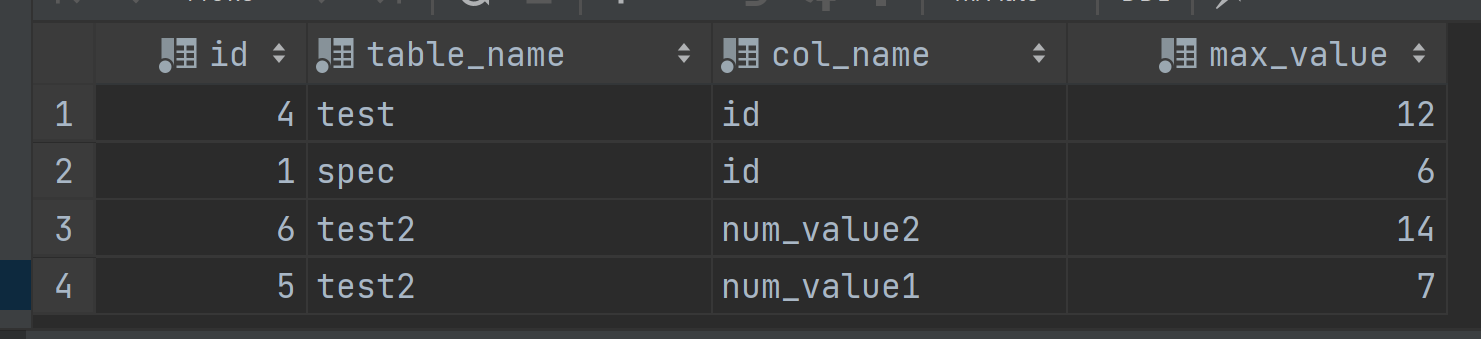 id table_name col_name max_value
1 4 test id 12
2 1 spec id 6
3 6 test2 num_value2 14
4 5 test2 num_value1 7